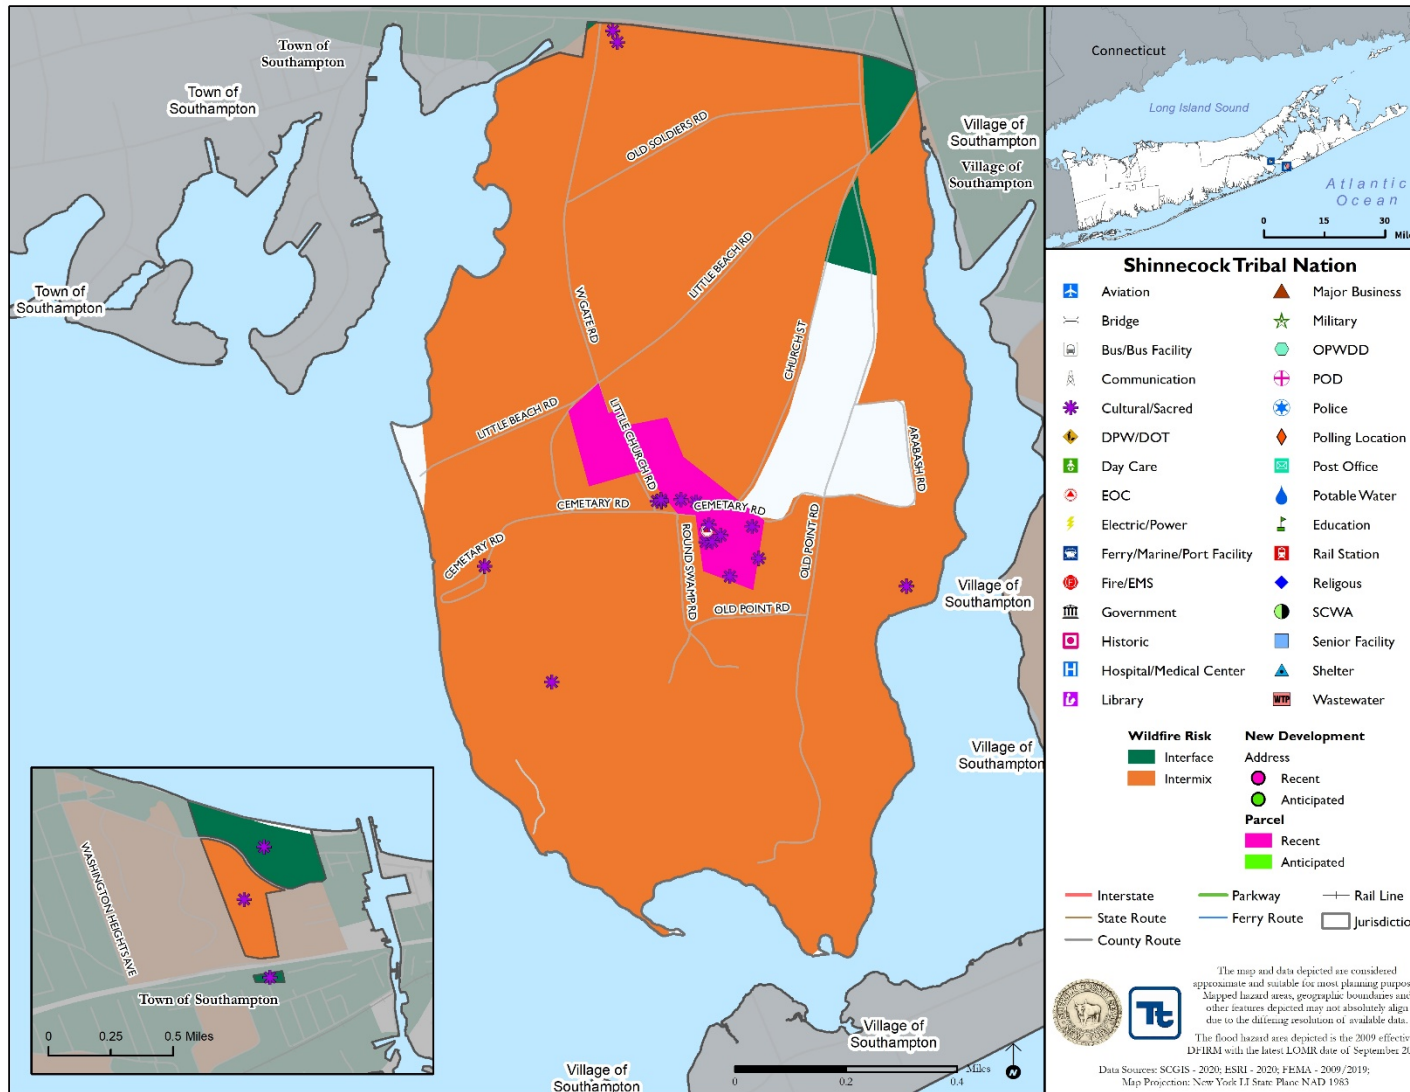 Town of
Southampton
Town of
Southampton
Town of
Southampton
Village of
Southampton
Village of
Southampton
OLD SOLDIERS RD
LITTLE BEACH RD
W GATE RD
CHURCH ST
LITTLE BEACH RD
LITTLE CHURCH RD
ARABASH RD
CEMETARY RD
CEMETARY RD
CEMETARY RD
ROUND SWAMP RD
OLD POINT RD
OLD POINT RD
Village of
Southampton
Village of
Southampton
Village of
Southampton
Village of
Southampton
WASHINGTON HEIGHTS AVE
Town of Southampton
0 0.25 0.5 Miles
Miles
0 0.2 0.4
N
Connecticut
Long Island Sound
Atlantic
Ocean
0 15 30
Mil
Shinnecock Tribal Nation
Aviation
Bridge
Bus/Bus Facility
Communication
Cultural/Sacred
DPW/DOT
Day Care
EOC
Electric/Power
Ferry/Marine/Port Facility
Fire/EMS
Government
Historic
H Hospital/Medical Center
Library
Major Business
Military
OPWDD
POD
Police
Polling Location
Post Office
Potable Water
Education
Rail Station
Religous
SCWA
Senior Facility
Shelter
WTP Wastewater
Wildfire Risk
Interface
Intermix
New Development
Address
Recent
Anticipated
Parcel
Recent
Anticipated
Interstate
State Route
County Route
Parkway
Ferry Route
Rail Line
Jurisdiction
Tt
The map and data depicted are considered
approximate and suitable for most planning purpos
Mapped hazard areas, geographic boundaries and
other features depicted may not absolutely align
due to the differing resolution of available data.
The flood hazard area depicted is the 2009 effectiv
DFIRM with the latest LOMR date of September 20
Data Sources: SCGIS - 2020; ESRI - 2020; FEMA - 2009/2019;
Map Projection: New York LI State Plane NAD 1983